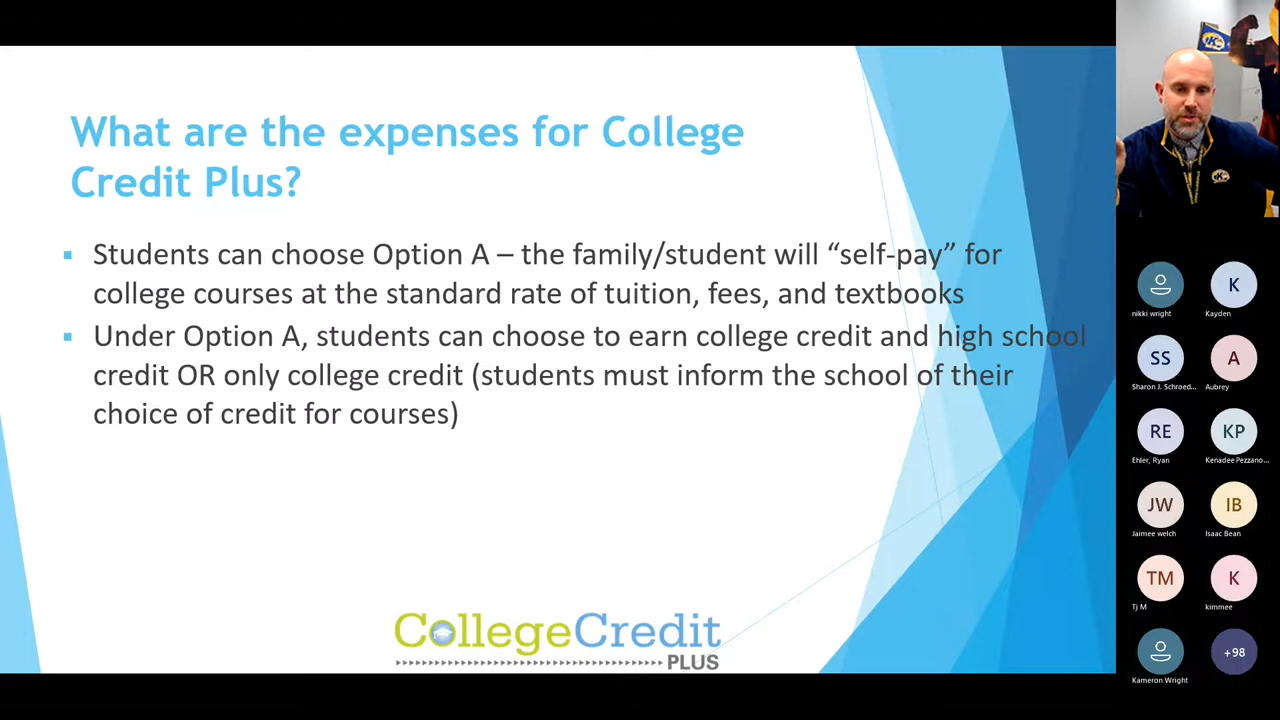 What are the expenses for College
Credit Plus?
Students can choose Option A – the family/student will “self-pay” for
college courses at the standard rate of tuition, fees, and textbooks
Under Option A, students can choose to earn college credit and high school
credit OR only college credit (students must inform the school of their
choice of credit for courses)
CollegeCredit
PLUS
nikki wright
K
Kayden
SS
Sharon J. Schroed...
A
Aubrey
RE
Ehler, Ryan
KP
Kenadee Pezzano...
JW
Jaimee welch
IB
Isaac Bean
TM
Tj M
K
kimmee
Kameron Wright
+98